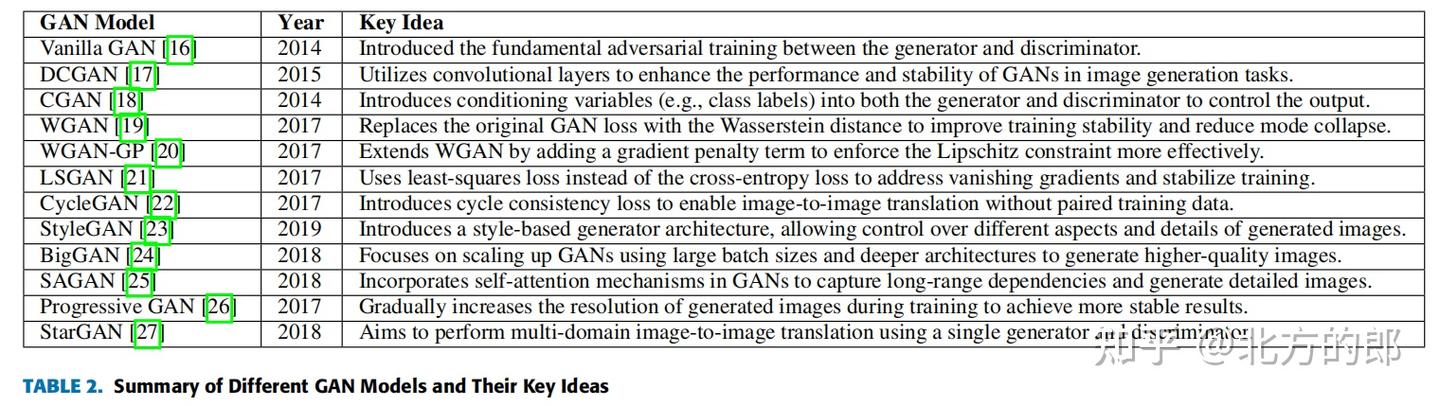 GAN Model Year Key Idea
Vanilla GAN [16] 2014 Introduced the fundamental adversarial training between the generator and discriminator.
DCGAN [17] 2015 Utilizes convolutional layers to enhance the performance and stability of GANs in image generation tasks.
CGAN [18] 2014 Introduces conditioning variables (e.g., class labels) into both the generator and discriminator to control the output.
WGAN [19] 2017 Replaces the original GAN loss with the Wasserstein distance to improve training stability and reduce mode collapse.
WGAN-GP [20] 2017 Extends WGAN by adding a gradient penalty term to enforce the Lipschitz constraint more effectively.
LSGAN [21] 2017 Uses least-squares loss instead of the cross-entropy loss to address vanishing gradients and stabilize training.
CycleGAN [22] 2017 Introduces cycle consistency loss to enable image-to-image translation without paired training data.
StyleGAN [23] 2019 Introduces a style-based generator architecture, allowing control over different aspects and details of generated images.
BigGAN [24] 2018 Focuses on scaling up GANs using large batch sizes and deeper architectures to generate higher-quality images.
SAGAN [25] 2018 Incorporates self-attention mechanisms in GANs to capture long-range dependencies and generate detailed images.
Progressive GAN [26] 2017 Gradually increases the resolution of generated images during training to achieve more stable results.
StarGAN [27] 2018 Aims to perform multi-domain image-to-image translation using a single generator and discriminator.
知乎 @北方的郎
TABLE 2. Summary of Different GAN Models and Their Key Ideas